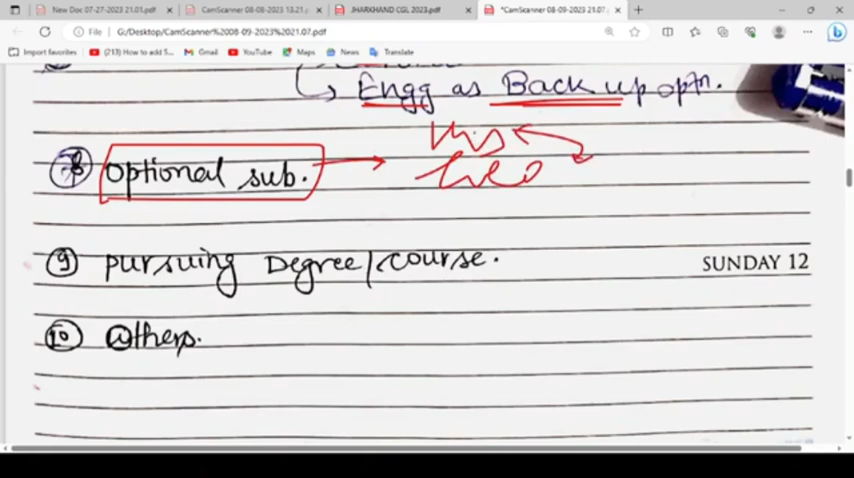 New Doc 07-27-2023 21.01.pdf
CamScanner 08-08-2023 13.21.p
JHARKHAND CGL 2023.pdf
*CamScanner 08-09-2023 21.07.p
File
G:/Desktop/CamScanner%2008-09-2023%2021.07.pdf
Import favorites
(213) How to add S...
Gmail
YouTube
Maps
News
Translate
Engg as Back up optn.
His
Geo
8 optional sub.
9 pursuing Degree/course.
SUNDAY 12
10 others.